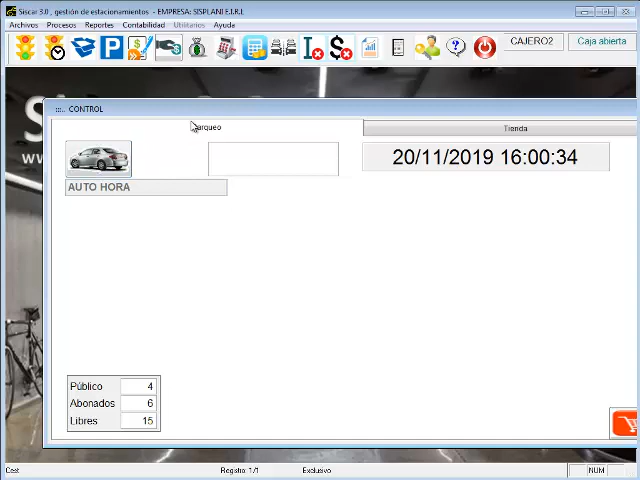 Siscar 3.0 , gestión de estacionamientos - EMPRESA: SISPLANI E.I.R.L
Archivos Procesos Reportes Contabilidad Utilitarios Ayuda
CAJERO2 Caja abierta
::.. CONTROL
arqueo Tienda
20/11/2019 16:00:34
AUTO HORA
Público 4
Abonados 6
Libres 15
Cest Registro: 1/1 Exclusivo NUM